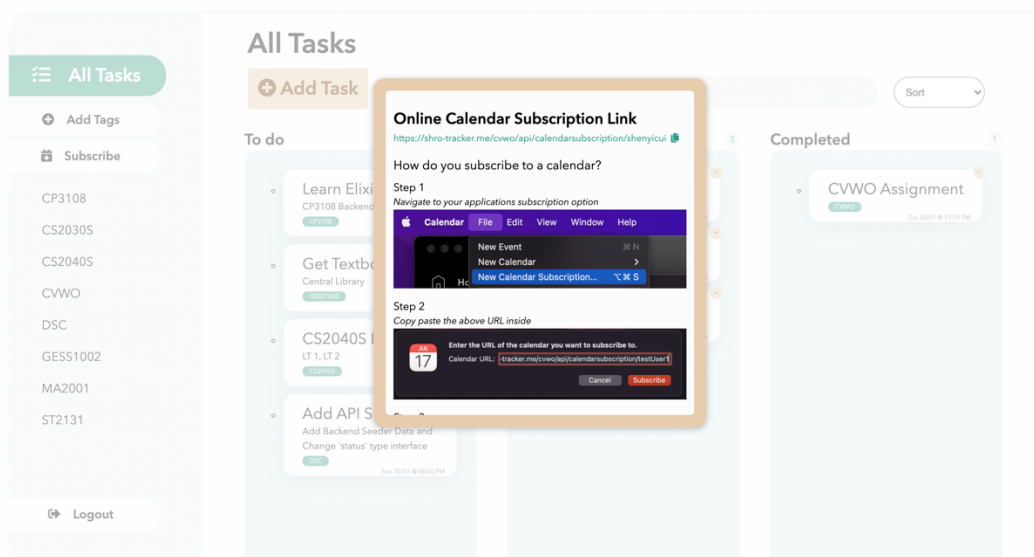 All Tasks
Add Tags
Subscribe
CP3108
CS2030S
CS2040S
CVWO
DSC
GESS1002
MA2001
ST2131
Logout
All Tasks
Add Task
Sort
To do
3
Completed
1
Learn Elixi
CP3108 Backend
CP3108
Get Textbo
Central Library
GESS1002
CS2040S
LT 1, LT 2
CS2040S
Add API S
Add Backend Seeder Data and
Change 'status' type interface
DSC
Sun 30/01 @ 08:00 PM
CVWO Assignment
CVWO
Tue 25/01 @ 11:59 PM
Online Calendar Subscription Link
https://shro-tracker.me/cvwo/api/calendarsubscription/shenyicui
How do you subscribe to a calendar?
Step 1
Navigate to your applications subscription option
Calendar File Edit View Window Help
New Event ⌘ N
New Calendar >
New Calendar Subscription... ⌥ ⌘ S
Step 2
Copy paste the above URL inside
JUL
17
Enter the URL of the calendar you want to subscribe to.
Calendar URL: -tracker.me/cvwo/api/calendarsubscription/testUser1
Cancel Subscribe